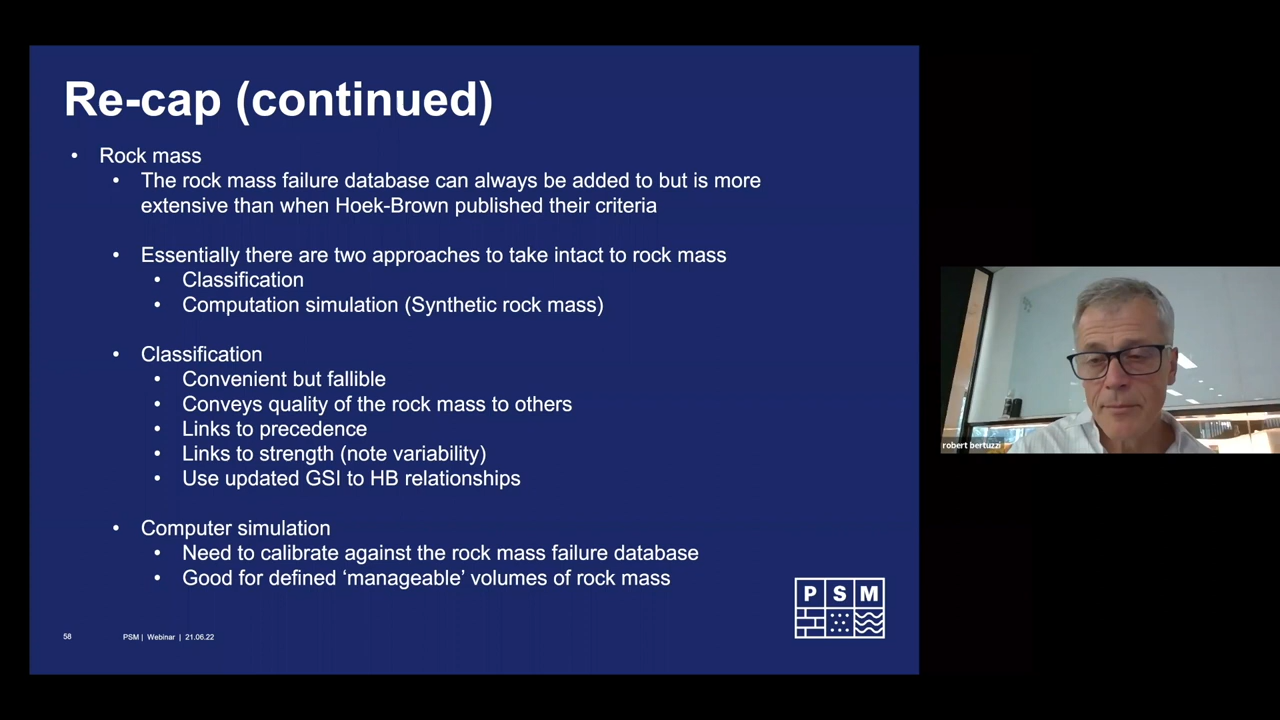 Re-cap (continued)
• Rock mass
• The rock mass failure database can always be added to but is more
extensive than when Hoek-Brown published their criteria
• Essentially there are two approaches to take intact to rock mass
• Classification
• Computation simulation (Synthetic rock mass)
• Classification
• Convenient but fallible
• Conveys quality of the rock mass to others
• Links to precedence
• Links to strength (note variability)
• Use updated GSI to HB relationships
• Computer simulation
• Need to calibrate against the rock mass failure database
• Good for defined ‘manageable’ volumes of rock mass
PSM
58 PSM | Webinar | 21.06.22
robert bertuzzi